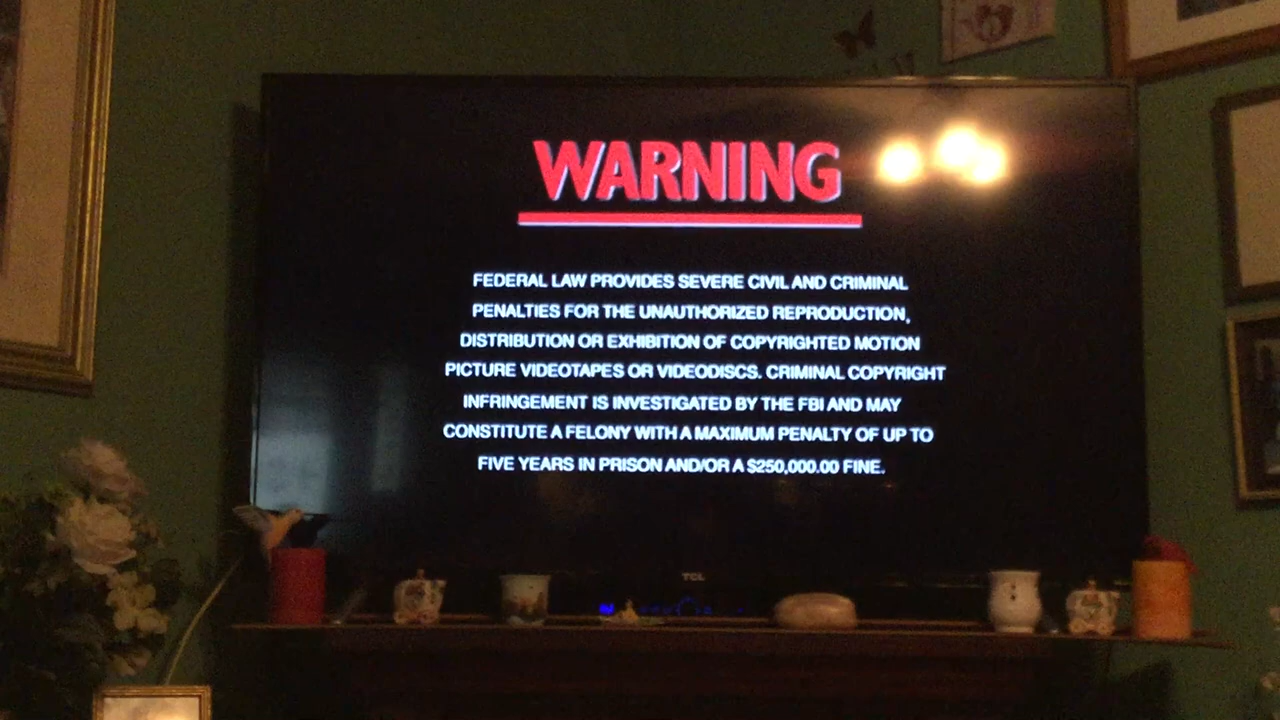 WARNING
FEDERAL LAW PROVIDES SEVERE CIVIL AND CRIMINAL
PENALTIES FOR THE UNAUTHORIZED REPRODUCTION,
DISTRIBUTION OR EXHIBITION OF COPYRIGHTED MOTION
PICTURE VIDEOTAPES OR VIDEODISCS. CRIMINAL COPYRIGHT
INFRINGEMENT IS INVESTIGATED BY THE FBI AND MAY
CONSTITUTE A FELONY WITH A MAXIMUM PENALTY OF UP TO
FIVE YEARS IN PRISON AND/OR A $250,000.00 FINE.
TCL